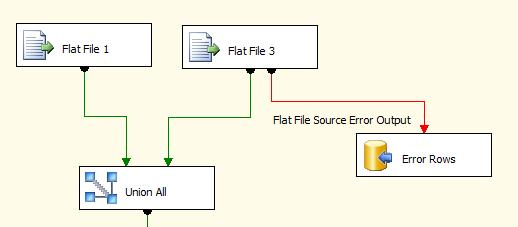 Flat File 1
Flat File 3
Flat File Source Error Output
Error Rows
Union All